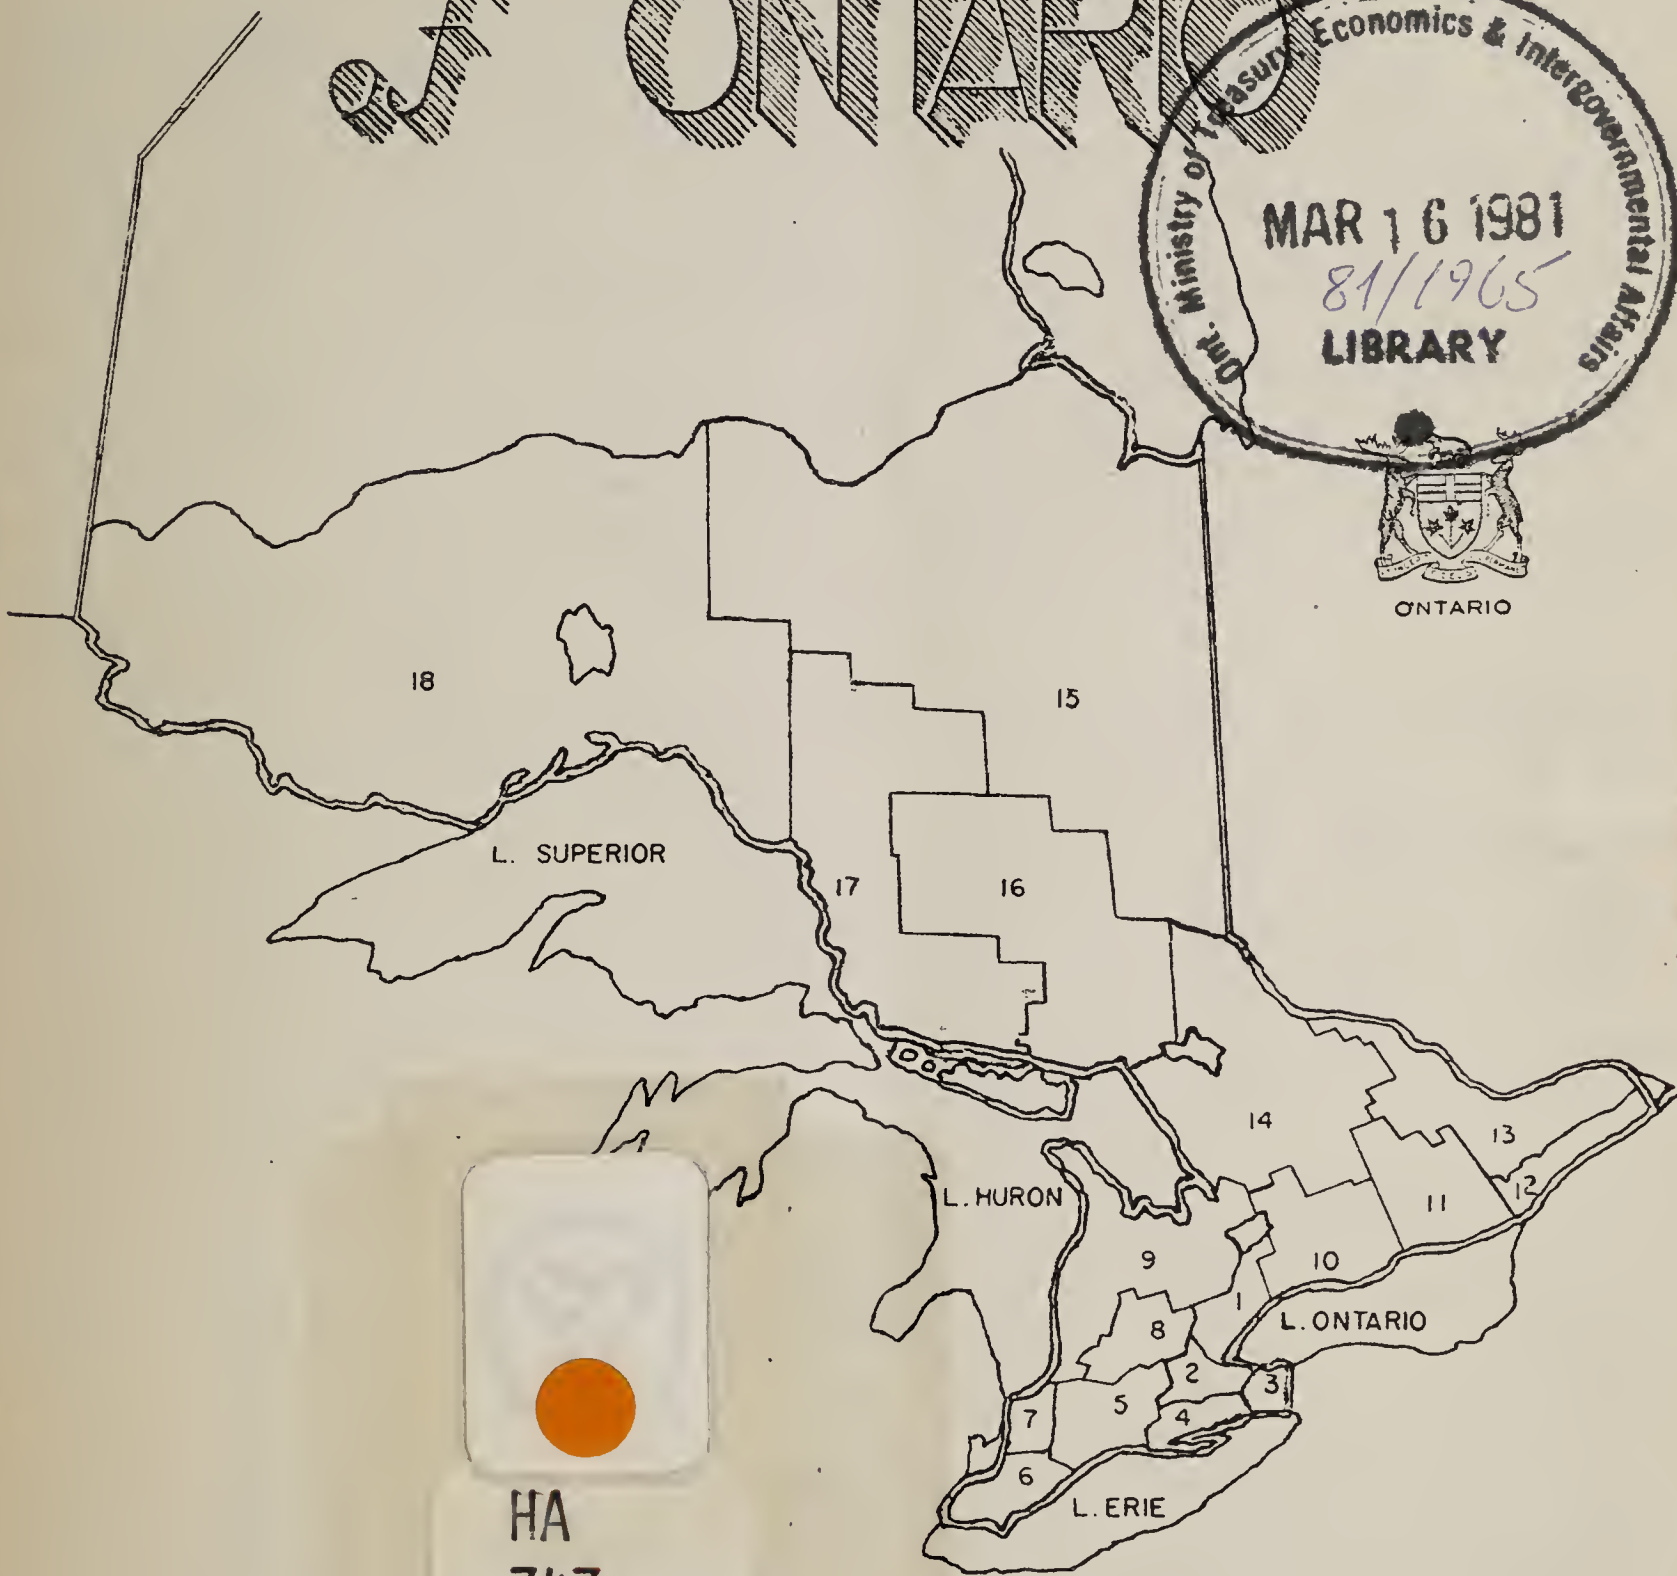 of ONTARIO
Ont. Ministry of Treasury, Economics & Intergovernmental Affairs
MAR 16 1981
81/1965
LIBRARY
ONTARIO
18
15
L. SUPERIOR
17
16
14
13
L. HURON
12
11
9
10
1
L. ONTARIO
8
2
3
5
7
4
6
L. ERIE
HA
747